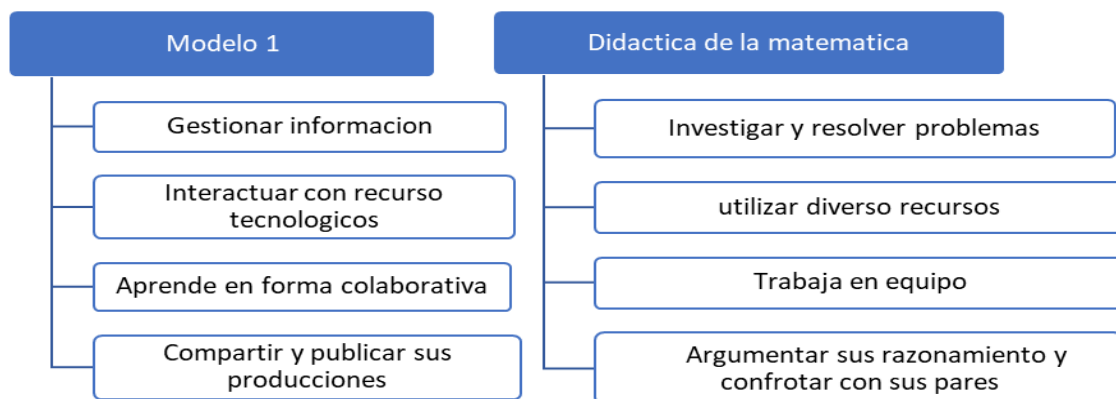 Modelo 1
Gestionar informacion
Interactuar con recurso
tecnologicos
Aprende en forma colaborativa
Compartir y publicar sus
producciones
Didactica de la matematica
Investigar y resolver problemas
utilizar diverso recursos
Trabaja en equipo
Argumentar sus razonamiento y
confrotar con sus pares